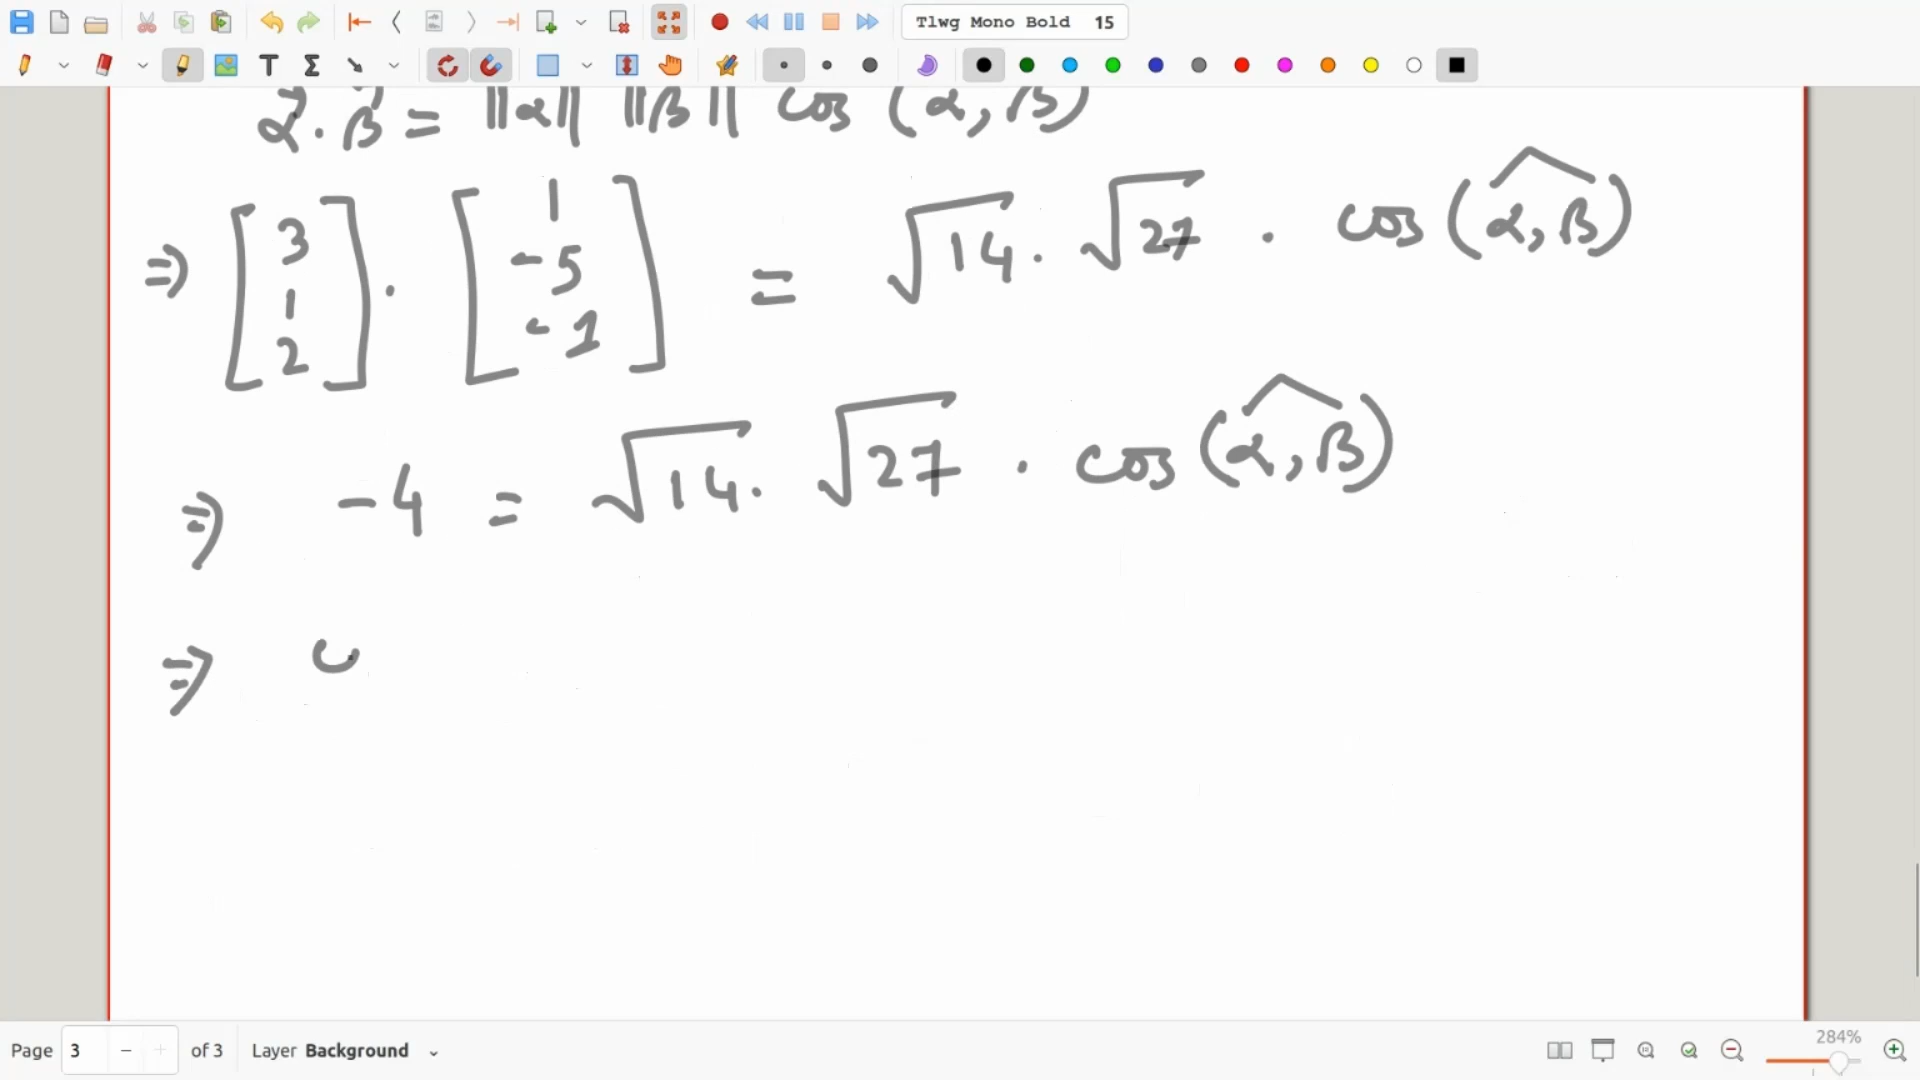 Tlwg Mono Bold 15
α⃗ . β⃗ = ||α|| ||β|| cos (α, β)
⇒ [3 1 2] . [1 -5 -1] = √14 . √27 . cos (α, β)
⇒ -4 = √14 . √27 . cos (α, β)
⇒
Page 3 of 3 Layer Background 284%